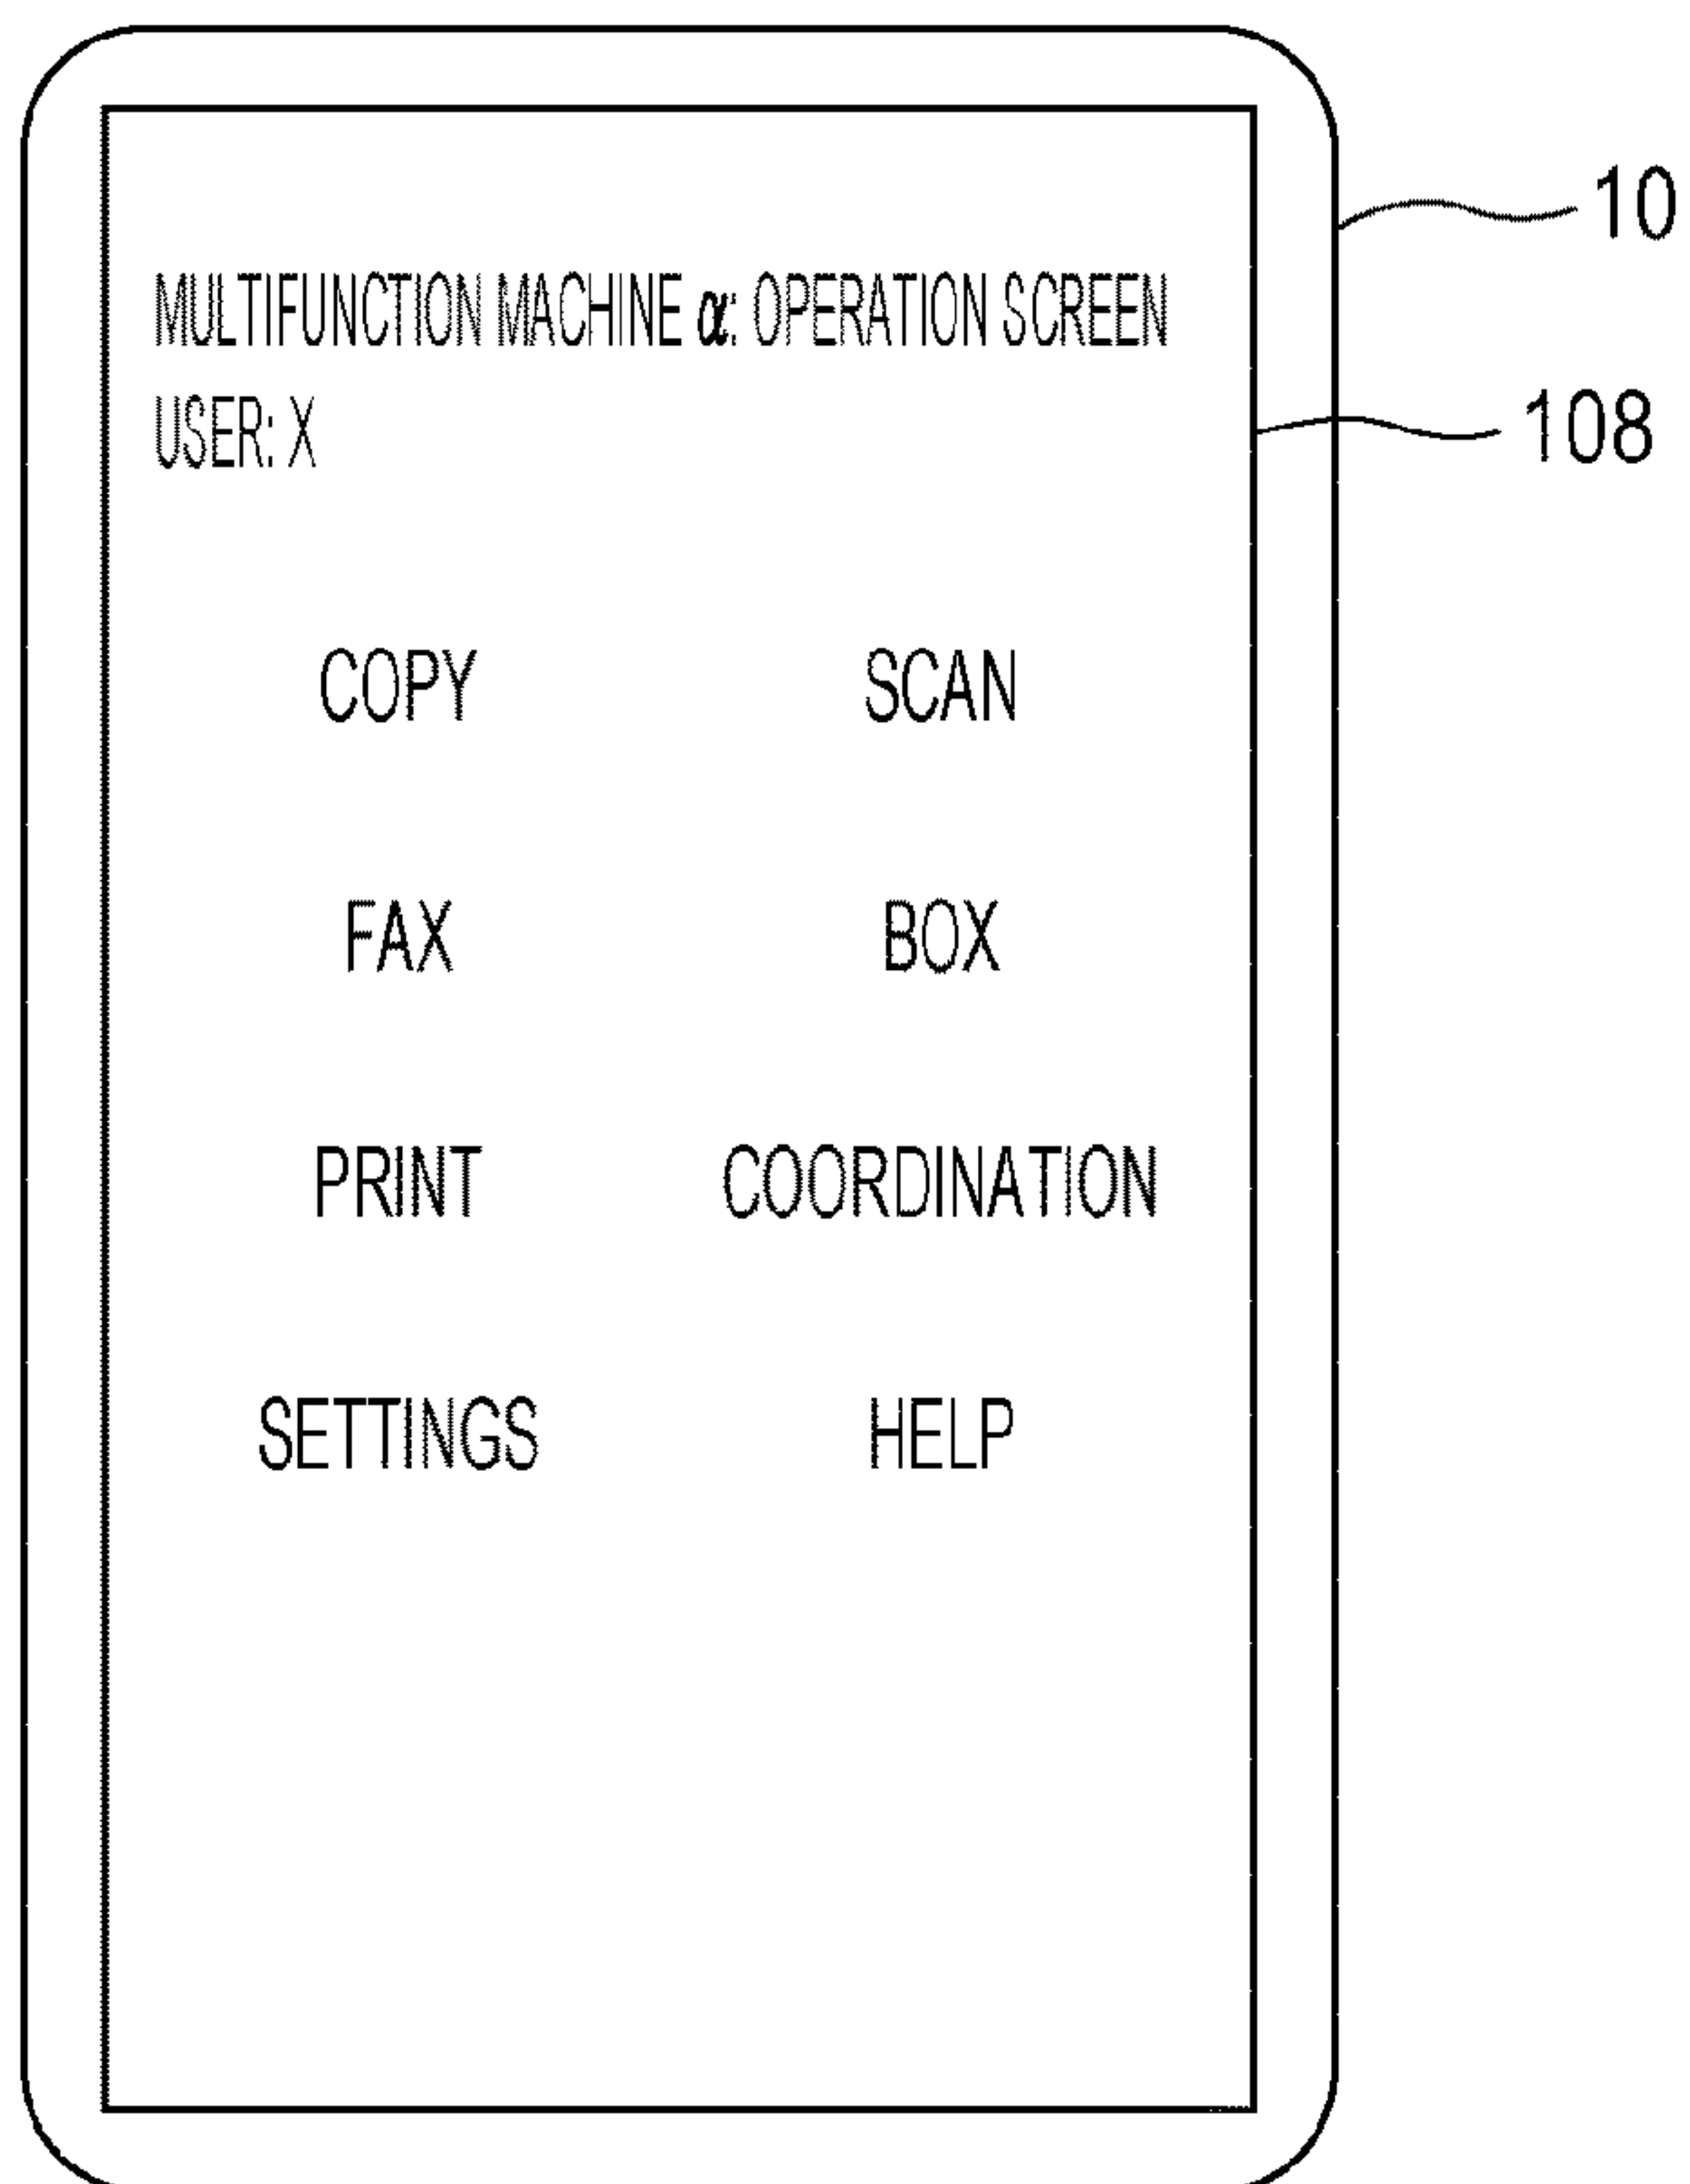 10
MULTIFUNCTION MACHINE α: OPERATION SCREEN
USER: X
108
COPY SCAN
FAX BOX
PRINT COORDINATION
SETTINGS HELP